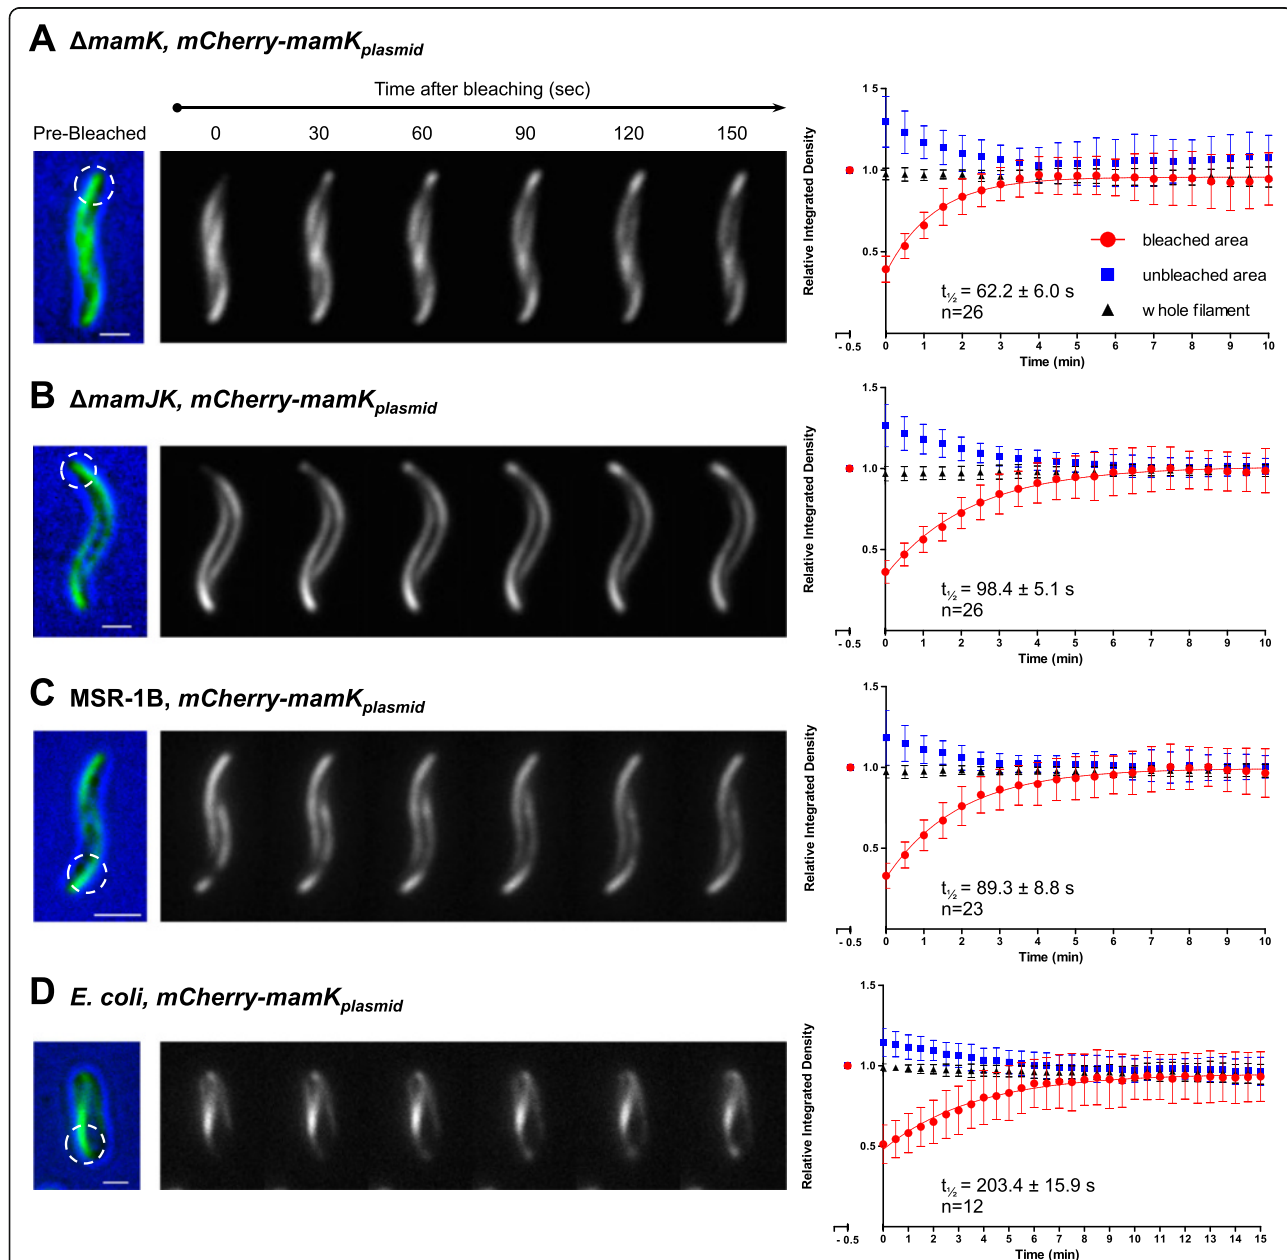 A ΔmamK, mCherry-mamKplasmid
Time after bleaching (sec)
Pre-Bleached 0 30 60 90 120 150
Relative Integrated Density
1 5
1.0
0.5
bleached area
unbleached area
whole filament
t½ = 62.2 ± 6.0 s
n=26
- 0.5 0 1 2 3 4 5 6 7 8 9 10
Time (min)
B ΔmamJK, mCherry-mamKplasmid
Relative Integrated Density
1.5
1.0
0.5
t½ = 98.4 ± 5.1 s
n=26
- 0.5 0 1 2 3 4 5 6 7 8 9 10
Time (min)
C MSR-1B, mCherry-mamKplasmid
Relative Integrated Density
1.5
1.0
0.5
t½ = 89.3 ± 8.8 s
n=23
- 0.5 0 1 2 3 4 5 6 7 8 9 10
Time (min)
D E. coli, mCherry-mamKplasmid
Relative Integrated Density
1.5
1.0
0.5
t½ = 203.4 ± 15.9 s
n=12
- 0.5 0 1 2 3 4 5 6 7 8 9 10 11 12 13 14 15
Time (min)